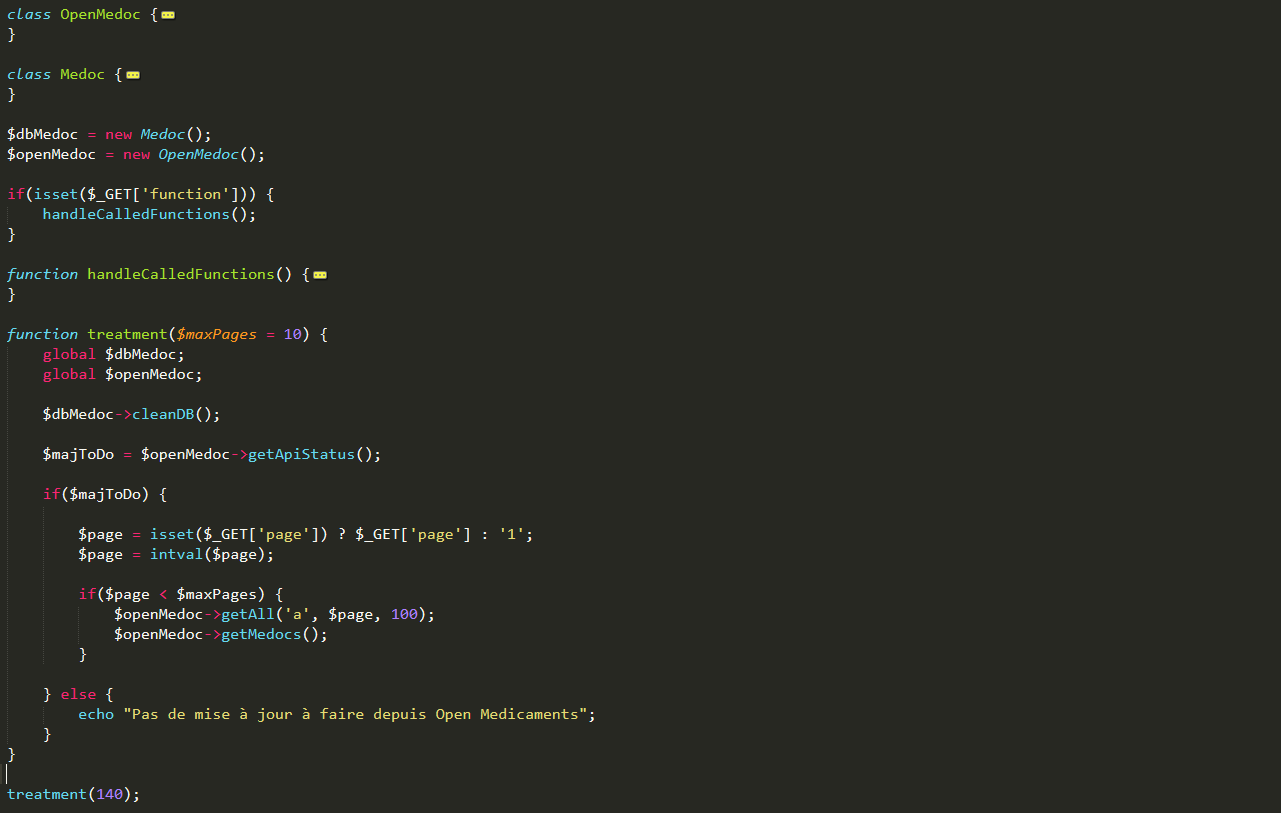 class OpenMedoc {
}
class Medoc {
}
$dbMedoc = new Medoc();
$openMedoc = new OpenMedoc();
if(isset($_GET['function'])) {
    handleCalledFunctions();
}
function handleCalledFunctions() {
}
function treatment($maxPages = 10) {
    global $dbMedoc;
    global $openMedoc;
    $dbMedoc->cleanDB();
    $majToDo = $openMedoc->getApiStatus();
    if($majToDo) {
        $page = isset($_GET['page']) ? $_GET['page'] : '1';
        $page = intval($page);
        if($page < $maxPages) {
            $openMedoc->getAll('a', $page, 100);
            $openMedoc->getMedocs();
        }
    } else {
        echo "Pas de mise à jour à faire depuis Open Medicaments";
    }
}
treatment(140);